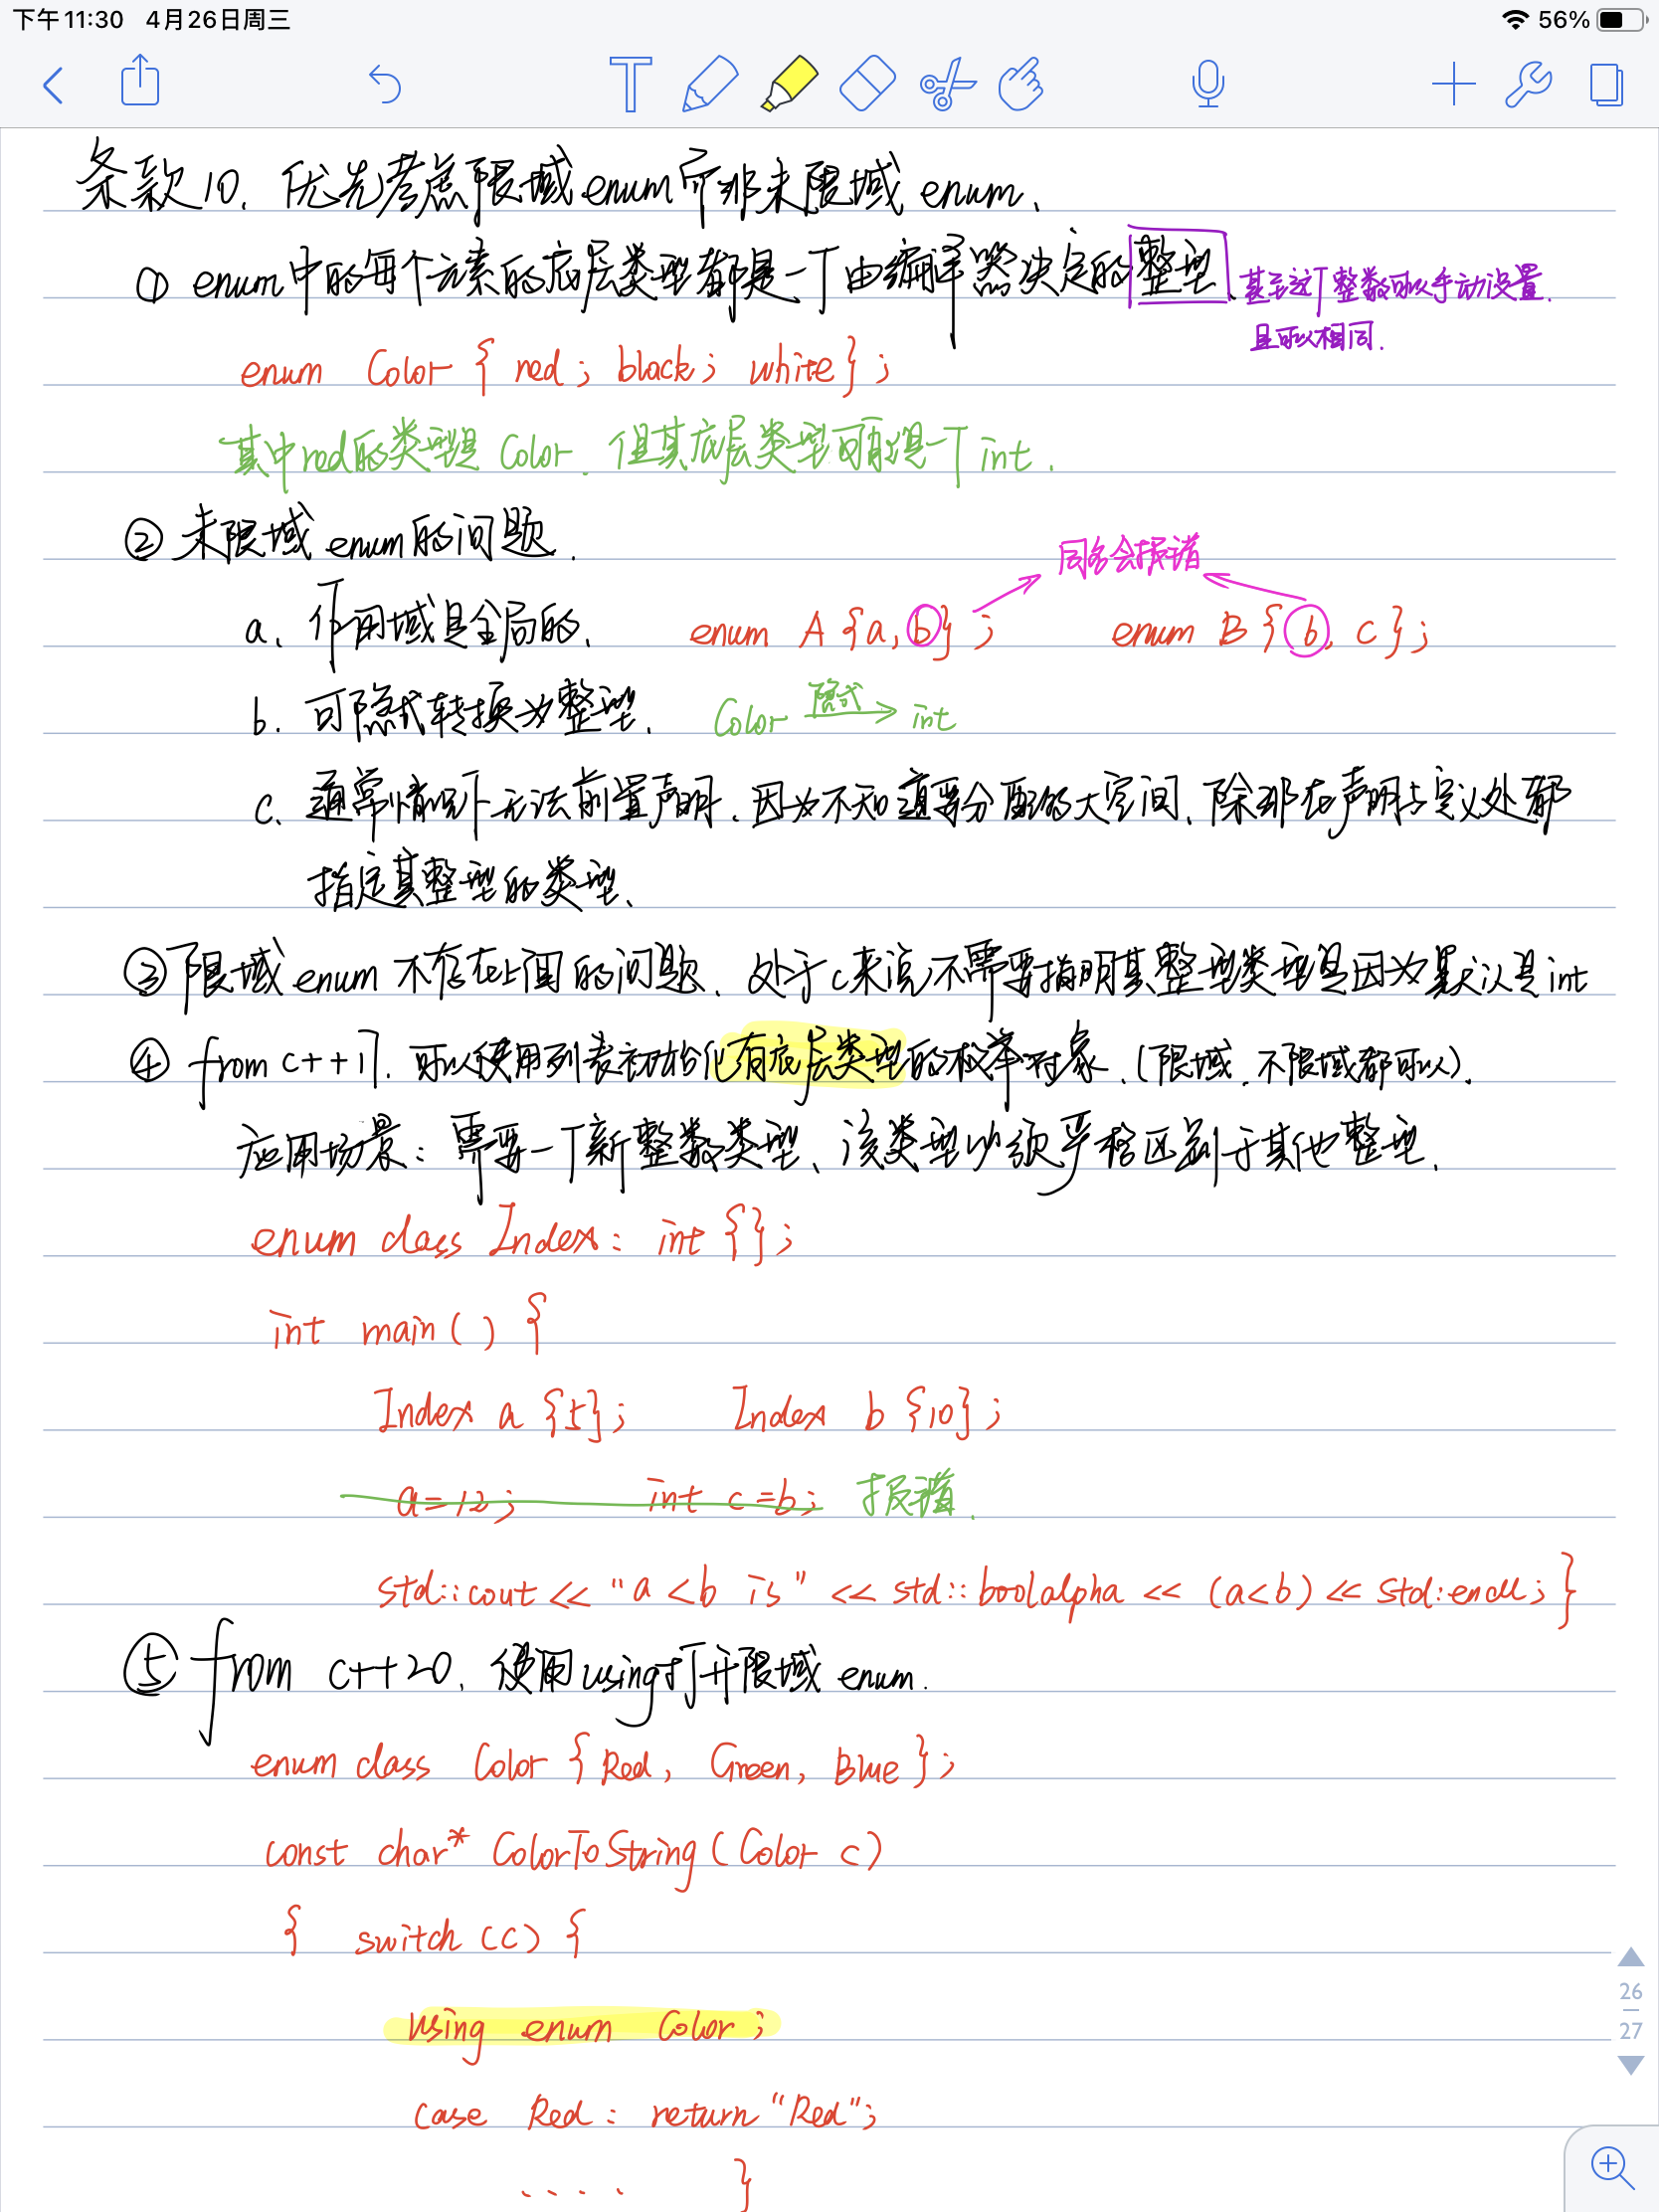 下午11:30 4月26日周三
56%
条款10. 优先考虑限域enum而非未限域enum.
① enum中的每个元素的底层类型都是一个由编译器决定的整型.
甚至这个整数可以手动设置.
且可以相同.
enum Color { red ; black ; white } ;
其中red的类型是 Color. 但其底层类型可能是一个 int.
② 未限域 enum的问题.
同名会报错
a. 作用域是全局的. enum A {a, b} ; enum B { b, c } ;
b. 可隐式转换为整型. Color 隐式 int
c. 通常情况下无法前置声明. 因为不知道要分配的大空间. 除非在声明与定义处都
指定其整型的类型.
③ 限域 enum 不存在上面的问题. 处于c来说不需要指明其整型类型是因为默认是int
④ from c++17. 可以使用列表初始化有底层类型的枚举对象. (限域. 不限域都可以).
应用场景: 需要一个新整数类型. 该类型必须严格区别于其他整型.
enum class Index : int {} ;
int main ( ) {
Index a {5} ; Index b {10} ;
a = 12 ; int c = b ; 报错.
std::cout << "a < b is" << std::boolalpha << (a<b) << std:endl ; }
⑤ from c++20. 使用using打开限域 enum.
enum class Color { Red, Green, Blue } ;
const char* ColorToString ( Color c )
{ switch (c) {
using enum Color ;
case Red : return "Red" ;
. . . . }
26
27